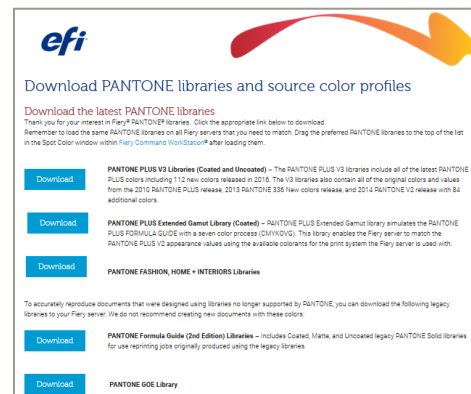 efi
Download PANTONE libraries and source color profiles
Download the latest PANTONE libraries
Thank you for your interest in Fiery® PANTONE® libraries. Click the appropriate link below to download.
Remember to load the same PANTONE libraries on all Fiery servers that you need to match. Drag the preferred PANTONE libraries to the top of the list
in the Spot Color window within Fiery Command WorkStation® after loading them.
Download
PANTONE PLUS V3 Libraries (Coated and Uncoated) – The PANTONE PLUS V3 libraries include all of the latest PANTONE
PLUS colors including 112 new colors released in 2016. The V3 libraries also contain all of the original colors and values
from the 2010 PANTONE PLUS release, 2013 PANTONE 336 New colors release, and 2014 PANTONE V2 release with 84
additional colors.
Download
PANTONE PLUS Extended Gamut Library (Coated) – PANTONE PLUS Extended Gamut library simulates the PANTONE
PLUS FORMULA GUIDE with a seven color process (CMYKOVG). This library enables the Fiery server to match the
PANTONE PLUS V2 appearance values using the available colorants for the print system the Fiery server is used with.
Download
PANTONE FASHION, HOME + INTERIORS Libraries
To accurately reproduce documents that were designed using libraries no longer supported by PANTONE, you can download the following legacy
libraries to your Fiery server. We do not recommend creating new documents with these colors:
Download
PANTONE Formula Guide (2nd Edition) Libraries – Includes Coated, Matte, and Uncoated legacy PANTONE Solid libraries
for use reprinting jobs originally produced using the legacy libraries.
Download
PANTONE GOE Library